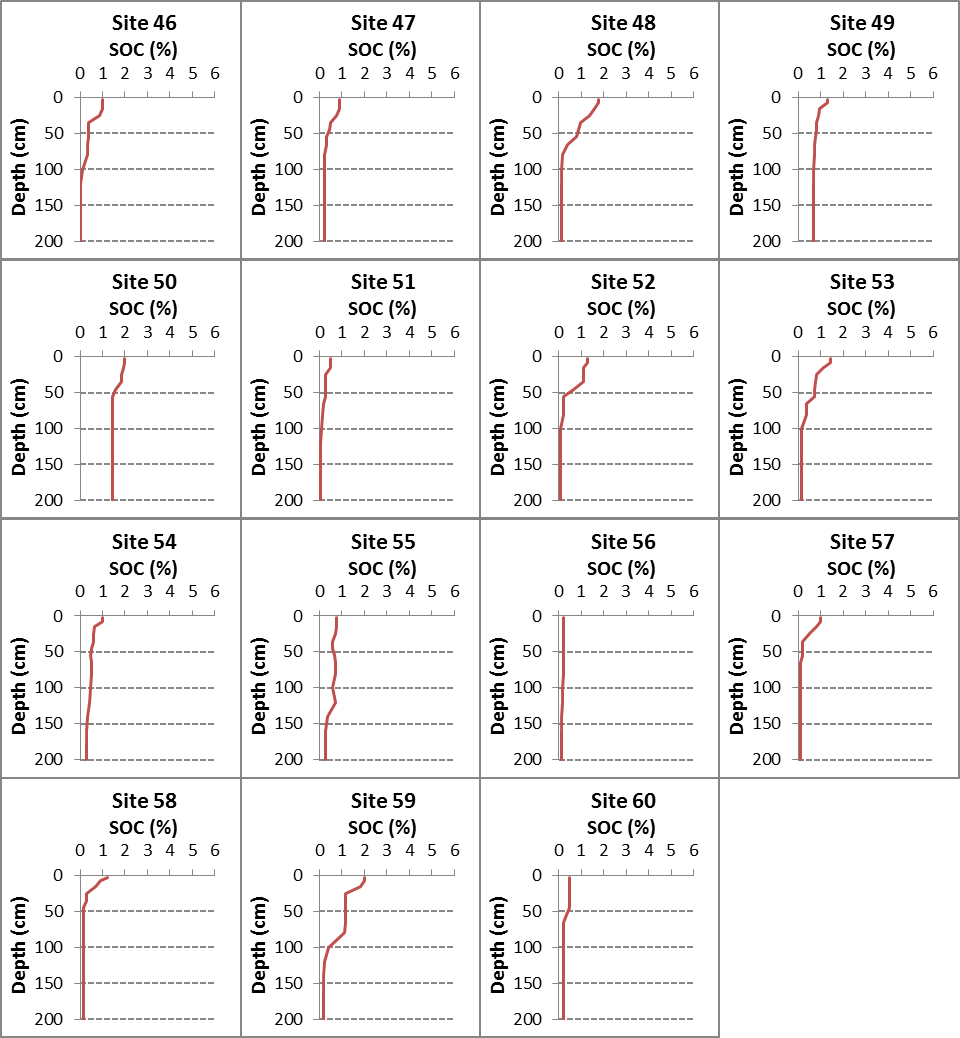 Site 46
SOC (%)
0 1 2 3 4 5 6
0
50
100
150
200
Depth (cm)
Site 47
SOC (%)
0 1 2 3 4 5 6
0
50
100
150
200
Depth (cm)
Site 48
SOC (%)
0 1 2 3 4 5 6
0
50
100
150
200
Depth (cm)
Site 49
SOC (%)
0 1 2 3 4 5 6
0
50
100
150
200
Depth (cm)
Site 50
SOC (%)
0 1 2 3 4 5 6
0
50
100
150
200
Depth (cm)
Site 51
SOC (%)
0 1 2 3 4 5 6
0
50
100
150
200
Depth (cm)
Site 52
SOC (%)
0 1 2 3 4 5 6
0
50
100
150
200
Depth (cm)
Site 53
SOC (%)
0 1 2 3 4 5 6
0
50
100
150
200
Depth (cm)
Site 54
SOC (%)
0 1 2 3 4 5 6
0
50
100
150
200
Depth (cm)
Site 55
SOC (%)
0 1 2 3 4 5 6
0
50
100
150
200
Depth (cm)
Site 56
SOC (%)
0 1 2 3 4 5 6
0
50
100
150
200
Depth (cm)
Site 57
SOC (%)
0 1 2 3 4 5 6
0
50
100
150
200
Depth (cm)
Site 58
SOC (%)
0 1 2 3 4 5 6
0
50
100
150
200
Depth (cm)
Site 59
SOC (%)
0 1 2 3 4 5 6
0
50
100
150
200
Depth (cm)
Site 60
SOC (%)
0 1 2 3 4 5 6
0
50
100
150
200
Depth (cm)